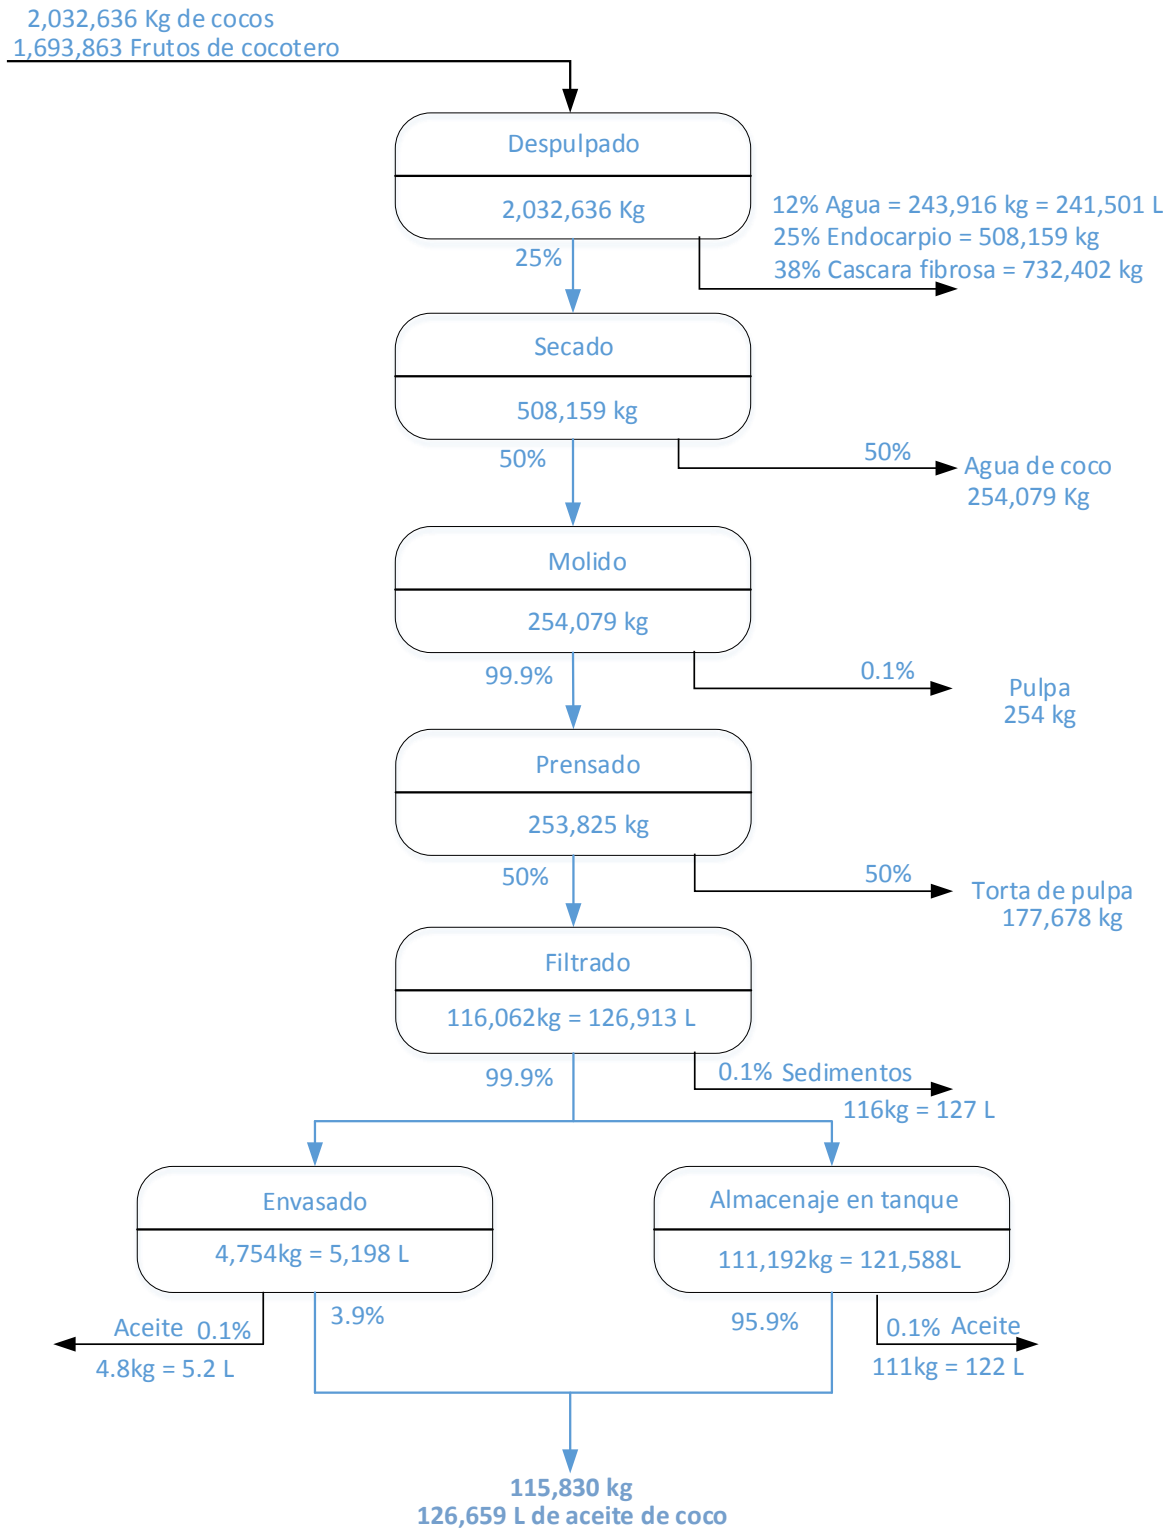 2,032,636 Kg de cocos
1,693,863 Frutos de cocotero
Despulpado
2,032,636 Kg
12% Agua = 243,916 kg = 241,501 L
25% Endocarpio = 508,159 kg
38% Cascara fibrosa = 732,402 kg
25%
Secado
508,159 kg
50%
50%
Agua de coco
254,079 Kg
Molido
254,079 kg
99.9%
0.1%
Pulpa
254 kg
Prensado
253,825 kg
50%
50%
Torta de pulpa
177,678 kg
Filtrado
116,062kg = 126,913 L
99.9%
0.1% Sedimentos
116kg = 127 L
Envasado
4,754kg = 5,198 L
Almacenaje en tanque
111,192kg = 121,588L
Aceite 0.1%
4.8kg = 5.2 L
3.9%
95.9%
0.1% Aceite
111kg = 122 L
115,830 kg
126,659 L de aceite de coco